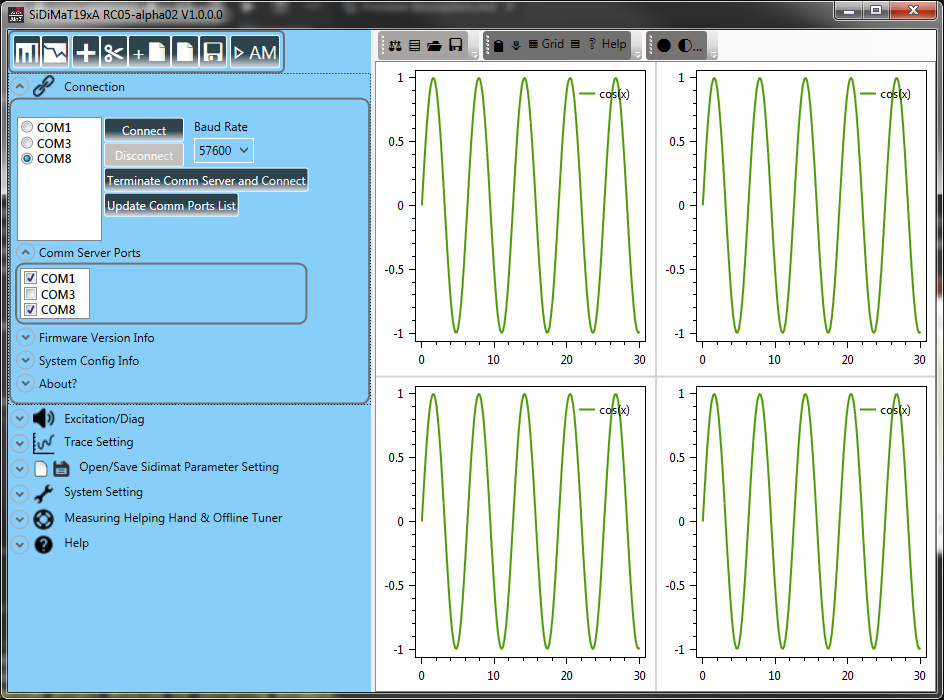 SiDiMaT19xA RC05-alpha02 V1.0.0.0
AM
Grid
Help
Connection
COM1
COM3
COM8
Connect
Disconnect
Baud Rate
57600
Terminate Comm Server and Connect
Update Comm Ports List
Comm Server Ports
COM1
COM3
COM8
Firmware Version Info
System Config Info
About?
Excitation/Diag
Trace Setting
Open/Save Sidimat Parameter Setting
System Setting
Measuring Helping Hand & Offline Tuner
Help
cos(x)
1
0.5
0
-0.5
-1
0 10 20 30
cos(x)
1
0.5
0
-0.5
-1
0 10 20 30
cos(x)
1
0.5
0
-0.5
-1
0 10 20 30
cos(x)
1
0.5
0
-0.5
-1
0 10 20 30